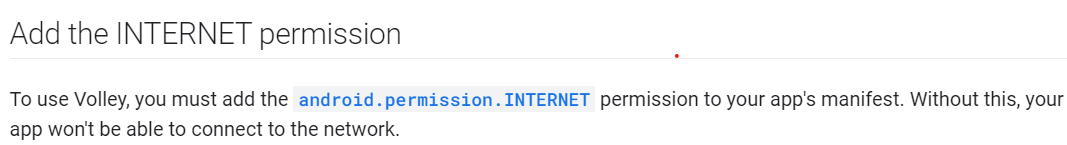 Add the INTERNET permission
To use Volley, you must add the android.permission.INTERNET permission to your app's manifest. Without this, your
app won't be able to connect to the network.